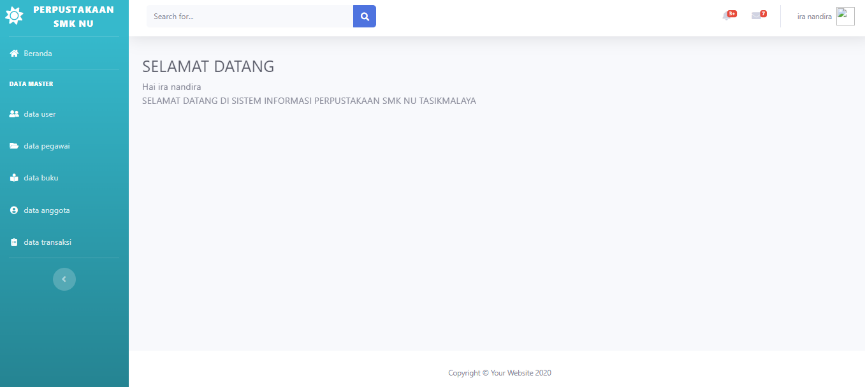 PERPUSTAKAAN
SMK NU
Beranda
DATA MASTER
data user
data pegawai
data buku
data anggota
data transaksi
Search for...
3+
7
ira nandira
SELAMAT DATANG
Hai ira nandira
SELAMAT DATANG DI SISTEM INFORMASI PERPUSTAKAAN SMK NU TASIKMALAYA
Copyright © Your Website 2020